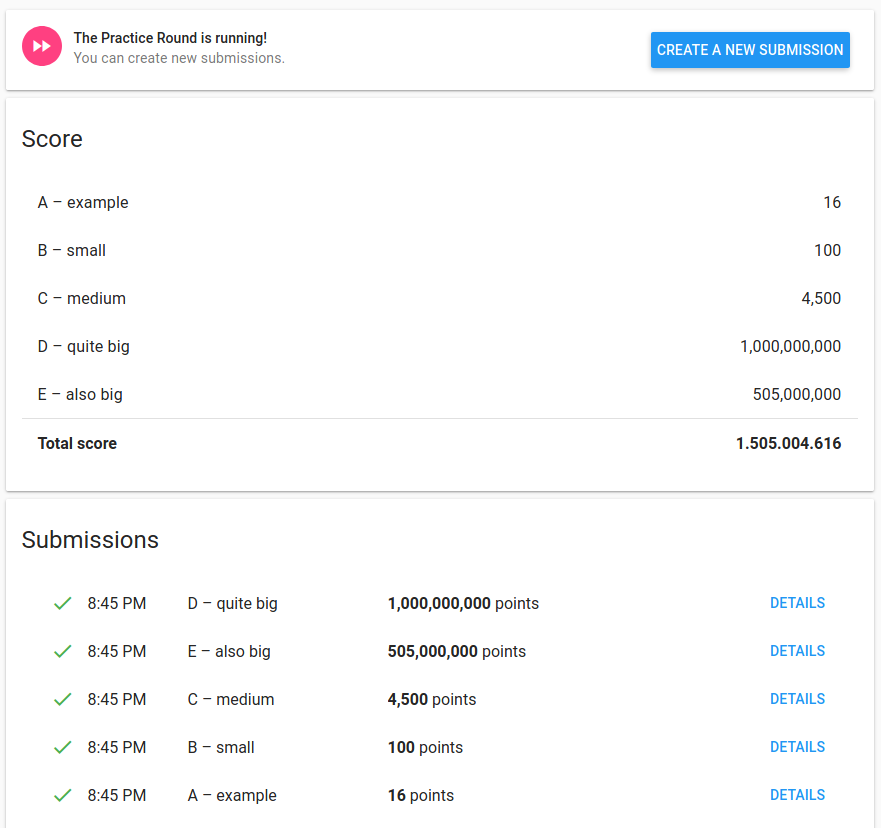 The Practice Round is running!
You can create new submissions.
CREATE A NEW SUBMISSION
Score
A – example 16
B – small 100
C – medium 4,500
D – quite big 1,000,000,000
E – also big 505,000,000
Total score 1.505.004.616
Submissions
8:45 PM D – quite big 1,000,000,000 points DETAILS
8:45 PM E – also big 505,000,000 points DETAILS
8:45 PM C – medium 4,500 points DETAILS
8:45 PM B – small 100 points DETAILS
8:45 PM A – example 16 points DETAILS